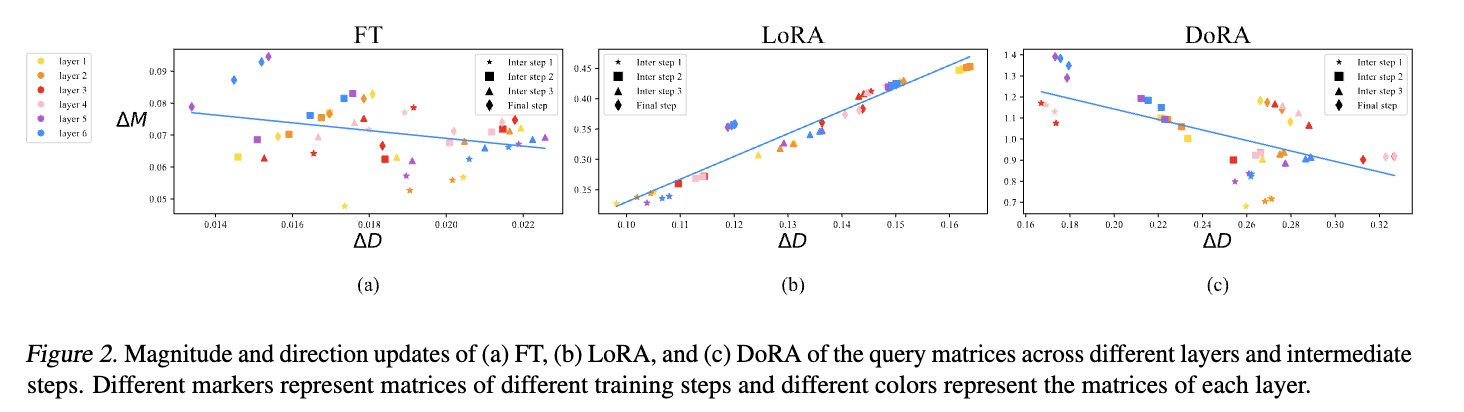 FT
LoRA
DoRA
layer 1
layer 2
layer 3
layer 4
layer 5
layer 6
ΔM
0.09
0.08
0.07
0.06
0.05
Inter step 1
Inter step 2
Inter step 3
Final step
0.014
0.016
0.018
0.020
0.022
ΔD
(a)
0.45
0.40
0.35
0.30
0.25
Inter step 1
Inter step 2
Inter step 3
Final step
0.10
0.11
0.12
0.13
0.14
0.15
0.16
ΔD
(b)
1.4
1.3
1.2
1.1
1.0
0.9
0.8
0.7
Inter step 1
Inter step 2
Inter step 3
Final step
0.16
0.18
0.20
0.22
0.24
0.26
0.28
0.30
0.32
ΔD
(c)
Figure 2. Magnitude and direction updates of (a) FT, (b) LoRA, and (c) DoRA of the query matrices across different layers and intermediate
steps. Different markers represent matrices of different training steps and different colors represent the matrices of each layer.